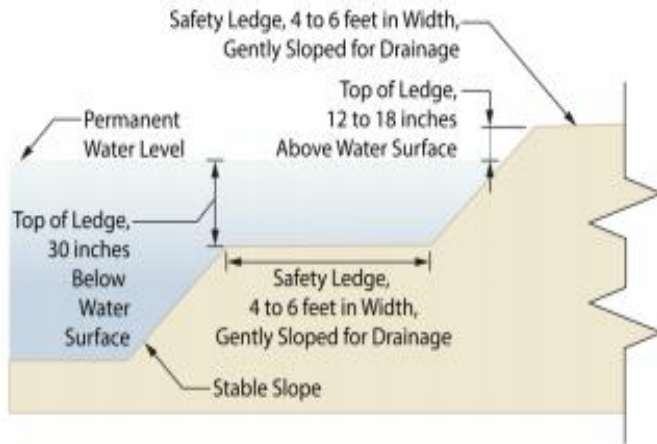 Safety Ledge, 4 to 6 feet in Width,
Gently Sloped for Drainage
Top of Ledge,
12 to 18 inches
Above Water Surface
Permanent
Water Level
Top of Ledge,
30 inches
Below
Water
Surface
Safety Ledge,
4 to 6 feet in Width,
Gently Sloped for Drainage
Stable Slope